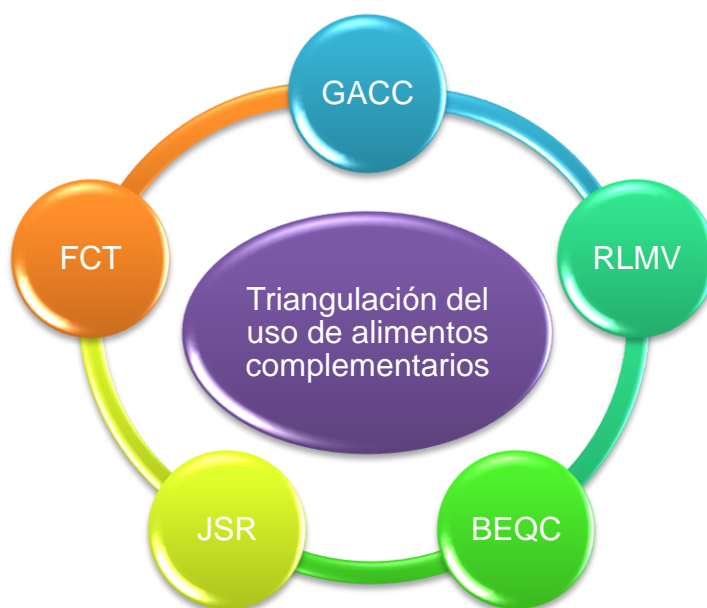 GACC
FCT
RLMV
Triangulación del
uso de alimentos
complementarios
JSR
BEQC